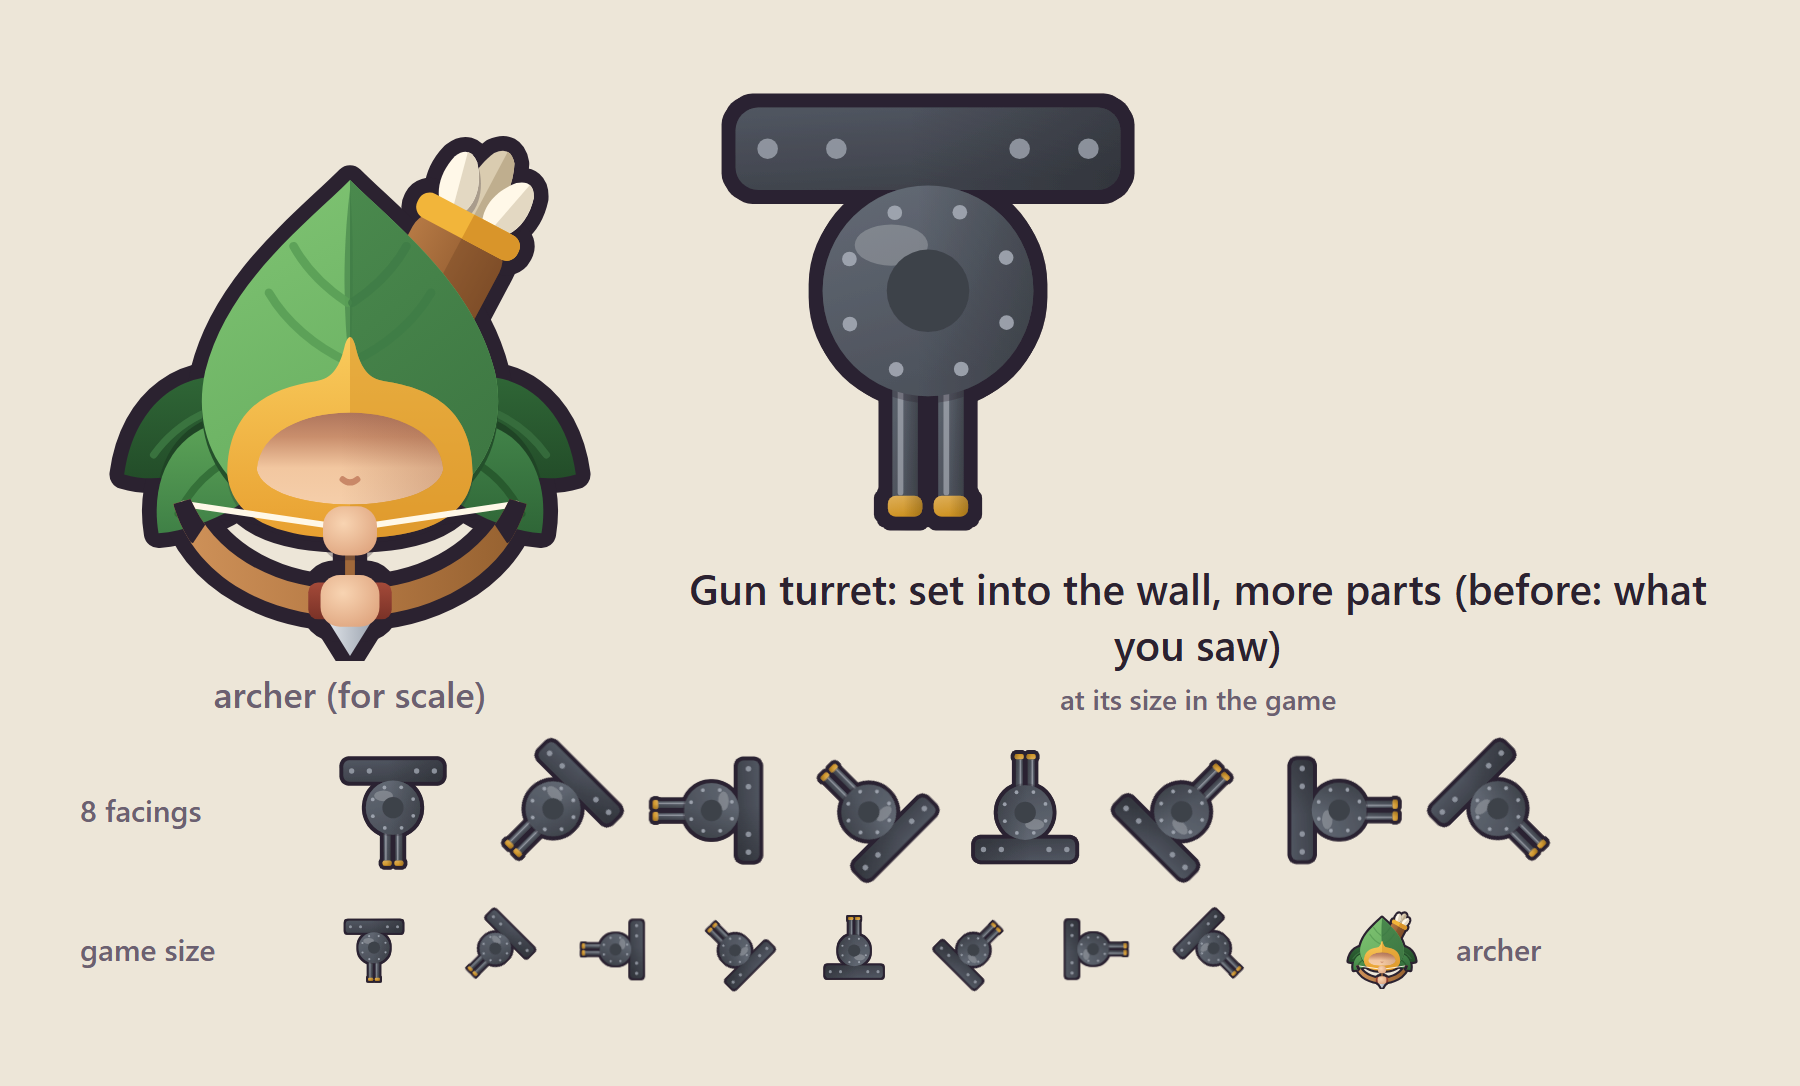 Gun turret: set into the wall, more parts (before: what
you saw)
archer (for scale)
at its size in the game
8 facings
game size
archer